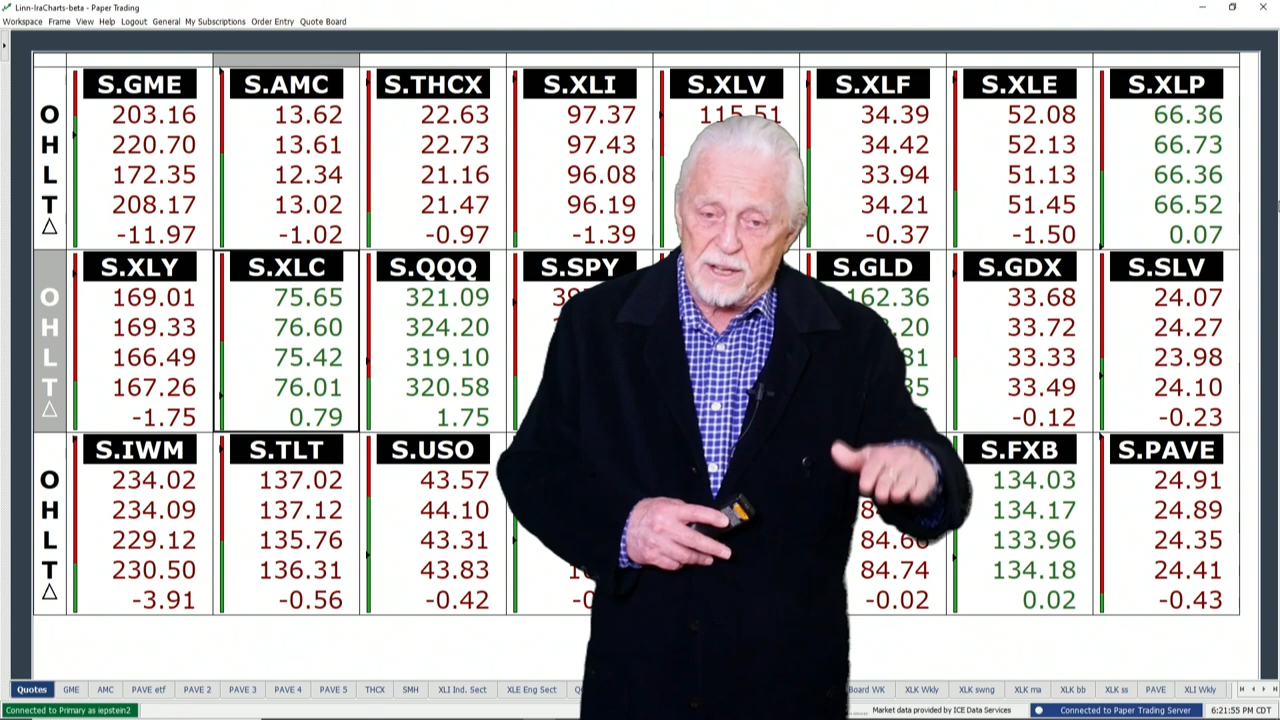 Linn-IraCharts-beta - Paper Trading
Workspace Frame View Help Logout General My Subscriptions Order Entry Quote Board
S.GME S.AMC S.THCX S.XLI S.XLV S.XLF S.XLE S.XLP
O 203.16 13.62 22.63 97.37 115.51 34.39 52.08 66.36
H 220.70 13.61 22.73 97.43 34.42 52.13 66.73
L 172.35 12.34 21.16 96.08 33.94 51.13 66.36
T 208.17 13.02 21.47 96.19 34.21 51.45 66.52
△ -11.97 -1.02 -0.97 -1.39 -0.37 -1.50 0.07
S.XLY S.XLC S.QQQ S.SPY S.GLD S.GDX S.SLV
O 169.01 75.65 321.09 162.36 33.68 24.07
H 169.33 76.60 324.20 33.72 24.27
L 166.49 75.42 319.10 33.33 23.98
T 167.26 76.01 320.58 33.49 24.10
△ -1.75 0.79 1.75 -0.12 -0.23
S.IWM S.TLT S.USO S.FXB S.PAVE
O 234.02 137.02 43.57 134.03 24.91
H 234.09 137.12 44.10 134.17 24.89
L 229.12 135.76 43.31 84.66 133.96 24.35
T 230.50 136.31 43.83 84.74 134.18 24.41
△ -3.91 -0.56 -0.42 -0.02 0.02 -0.43
Quotes GME AMC PAVE etf PAVE 2 PAVE 3 PAVE 4 PAVE 5 THCX SMH XLI Ind. Sect XLE Eng Sect Board WK XLK Wkly XLK swng XLK ma XLK bb XLK ss PAVE XLI Wkly
Connected to Primary as iepstein2 Market data provided by ICE Data Services Connected to Paper Trading Server 6:21:55 PM CDT